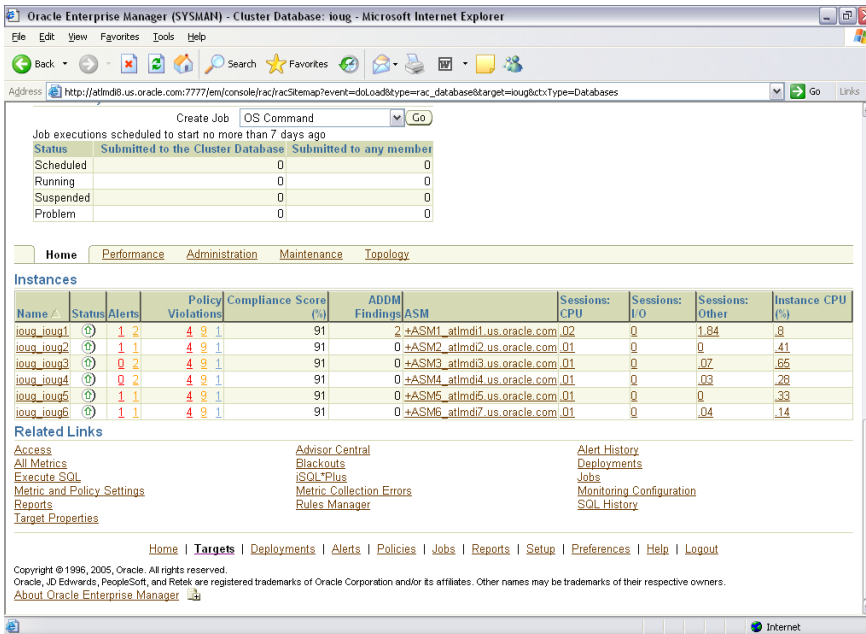 Oracle Enterprise Manager (SYSMAN) - Cluster Database: ioug - Microsoft Internet Explorer
File Edit View Favorites Tools Help
Back Search Favorites
Address http://atlmdi8.us.oracle.com:7777/em/console/rac/racSitemap?event=doLoad&type=rac_database&target=ioug&ctxType=Databases Go Links
Create Job OS Command Go
Job executions scheduled to start no more than 7 days ago
Status Submitted to the Cluster Database Submitted to any member
Scheduled 0 0
Running 0 0
Suspended 0 0
Problem 0 0
Home Performance Administration Maintenance Topology
Instances
Name Status Alerts Policy Violations Compliance Score (%) ADDM Findings ASM Sessions: CPU Sessions: I/O Sessions: Other Instance CPU (%)
ioug_ioug1 1 2 4 9 1 91 2 +ASM1_atlmdi1.us.oracle.com .02 0 1.84 .8
ioug_ioug2 1 1 4 9 1 91 0 +ASM2_atlmdi2.us.oracle.com .01 0 0 .41
ioug_ioug3 0 2 4 9 1 91 0 +ASM3_atlmdi3.us.oracle.com .01 0 .07 .65
ioug_ioug4 0 2 4 9 1 91 0 +ASM4_atlmdi4.us.oracle.com .01 0 .03 .28
ioug_ioug5 1 1 4 9 1 91 0 +ASM5_atlmdi5.us.oracle.com .01 0 0 .33
ioug_ioug6 1 1 4 9 1 91 0 +ASM6_atlmdi7.us.oracle.com .01 0 .04 .14
Related Links
Access Advisor Central Alert History
All Metrics Blackouts Deployments
Execute SQL iSQL*Plus Jobs
Metric and Policy Settings Metric Collection Errors Monitoring Configuration
Reports Rules Manager SQL History
Target Properties
Home | Targets | Deployments | Alerts | Policies | Jobs | Reports | Setup | Preferences | Help | Logout
Copyright © 1996, 2005, Oracle. All rights reserved.
Oracle, JD Edwards, PeopleSoft, and Retek are registered trademarks of Oracle Corporation and/or its affiliates. Other names may be trademarks of their respective owners.
About Oracle Enterprise Manager
Internet